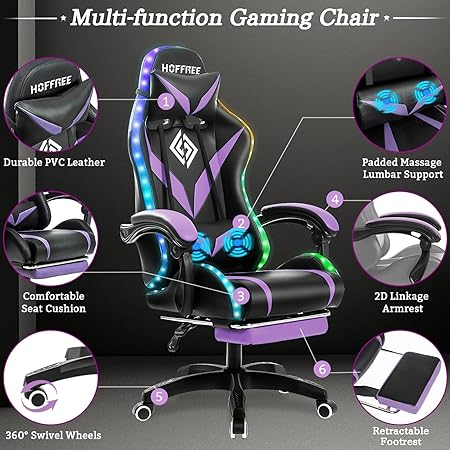 Multi-function Gaming Chair
HOFFREE
HOFFREE
1
Durable PVC Leather
Padded Massage
Lumbar Support
2
4
3
Comfortable
Seat Cushion
2D Linkage
Armrest
5
6
360° Swivel Wheels
Retractable
Footrest